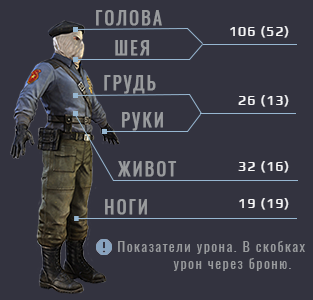 ГОЛОВА
ШЕЯ
106 (52)
ГРУДЬ
РУКИ
26 (13)
ЖИВОТ
32 (16)
НОГИ
19 (19)
Показатели урона. В скобках
урон через броню.